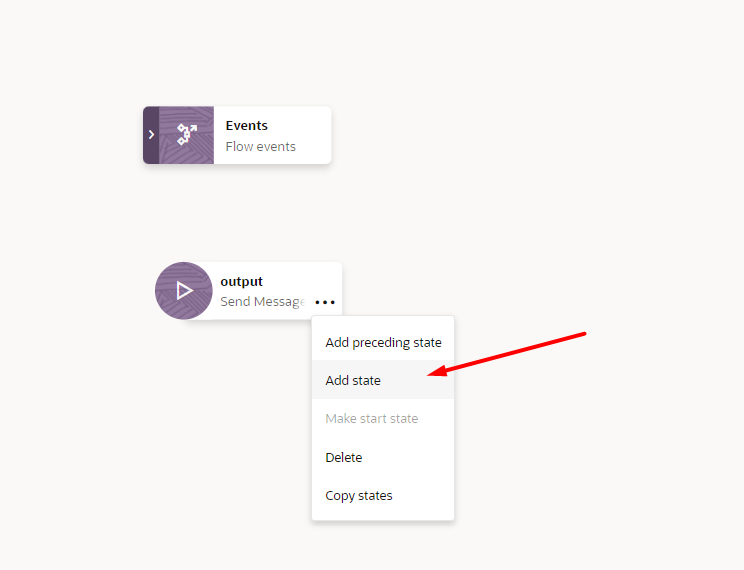 Events
Flow events
output
Send Message
Add preceding state
Add state
Make start state
Delete
Copy states